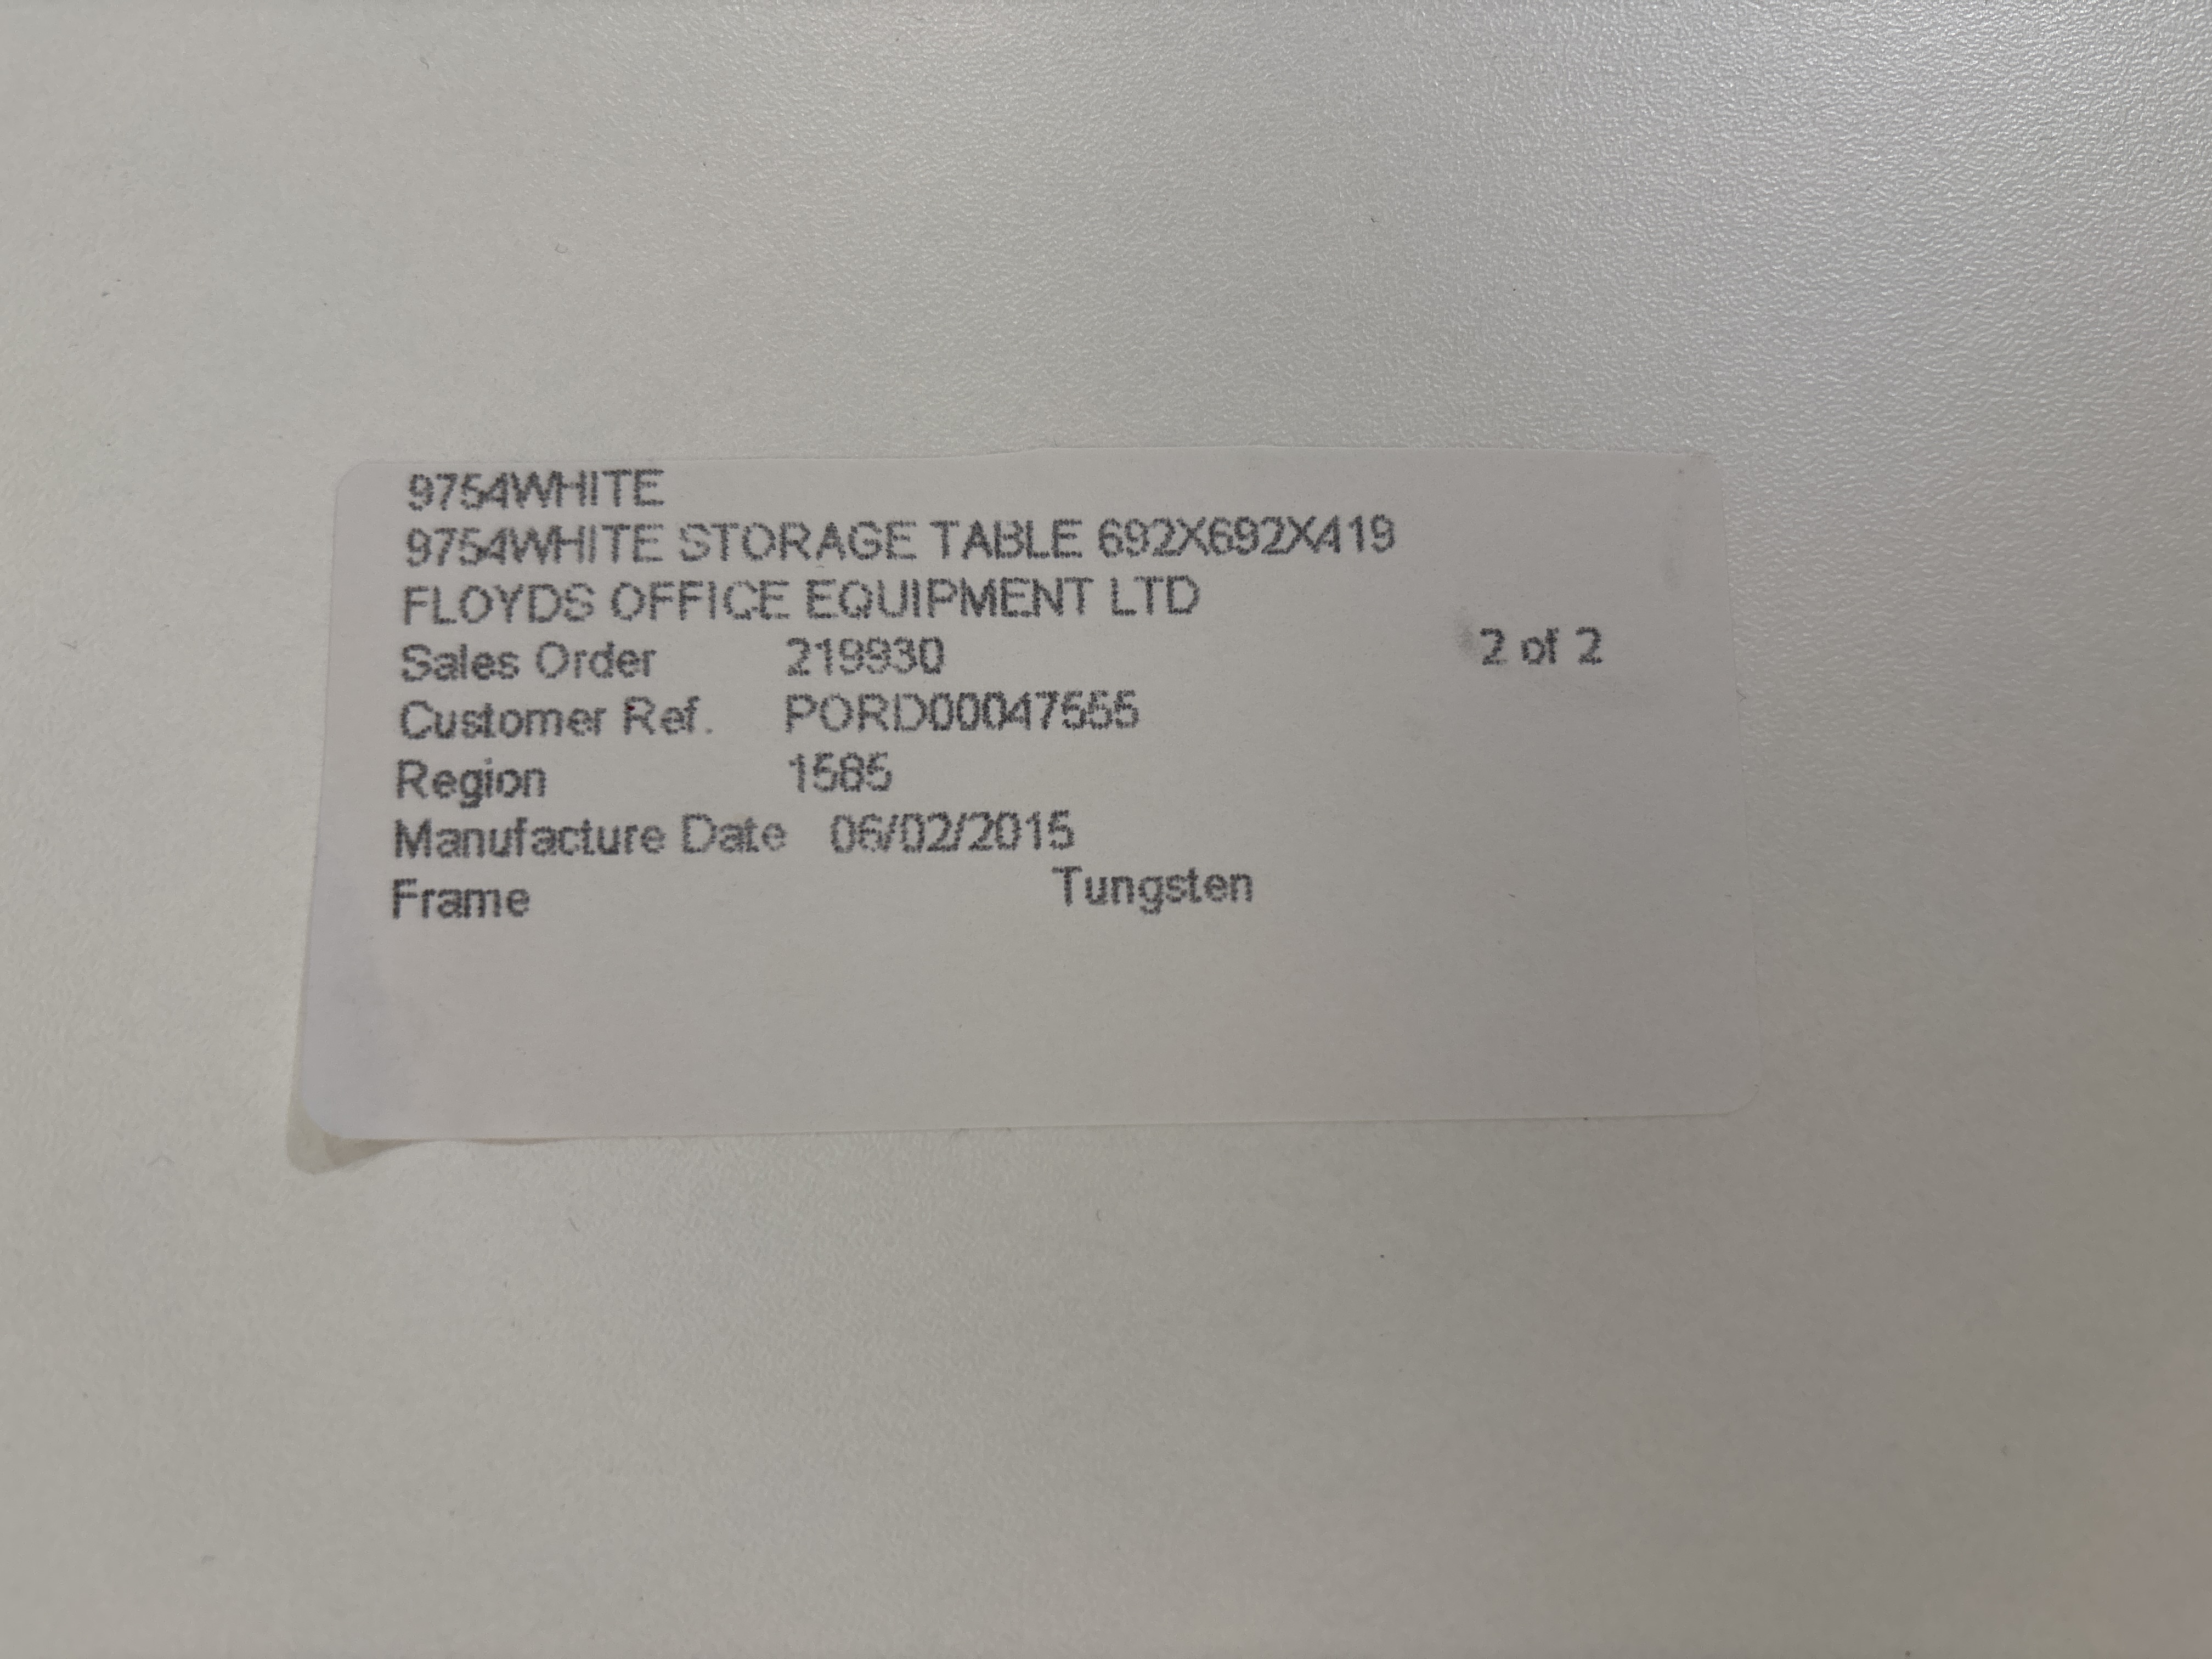 9754WHITE
9754WHITE STORAGE TABLE 692X692X419
FLOYDS OFFICE EQUIPMENT LTD
Sales Order 219930 2 of 2
Customer Ref. PORD00047555
Region 1585
Manufacture Date 06/02/2015
Frame Tungsten